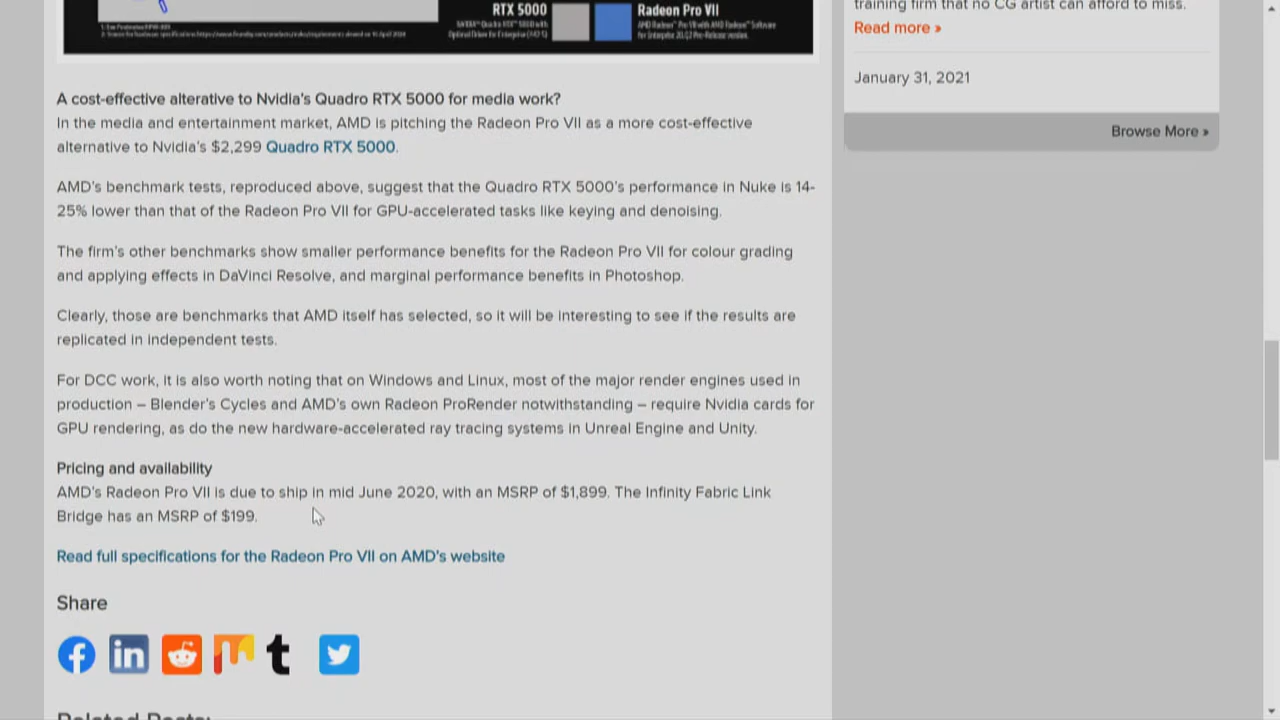 RTX 5000
Radeon Pro VII
training firm that no CG artist can afford to miss.
Read more »
January 31, 2021
Browse More »
A cost-effective alterative to Nvidia's Quadro RTX 5000 for media work?
In the media and entertainment market, AMD is pitching the Radeon Pro VII as a more cost-effective
alternative to Nvidia's $2,299 Quadro RTX 5000.
AMD's benchmark tests, reproduced above, suggest that the Quadro RTX 5000's performance in Nuke is 14-
25% lower than that of the Radeon Pro VII for GPU-accelerated tasks like keying and denoising.
The firm's other benchmarks show smaller performance benefits for the Radeon Pro VII for colour grading
and applying effects in DaVinci Resolve, and marginal performance benefits in Photoshop.
Clearly, those are benchmarks that AMD itself has selected, so it will be interesting to see if the results are
replicated in independent tests.
For DCC work, it is also worth noting that on Windows and Linux, most of the major render engines used in
production – Blender's Cycles and AMD's own Radeon ProRender notwithstanding – require Nvidia cards for
GPU rendering, as do the new hardware-accelerated ray tracing systems in Unreal Engine and Unity.
Pricing and availability
AMD's Radeon Pro VII is due to ship in mid June 2020, with an MSRP of $1,899. The Infinity Fabric Link
Bridge has an MSRP of $199.
Read full specifications for the Radeon Pro VII on AMD's website
Share
Related Posts: